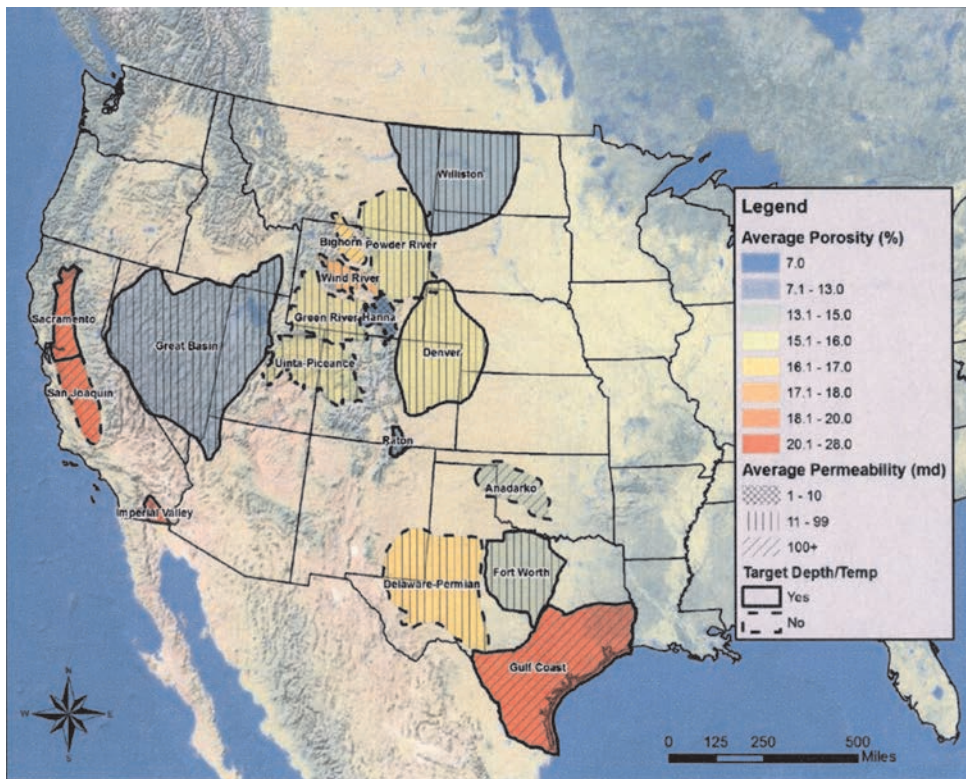 Williston
Bighorn
Powder River
Wind River
Green River
Hanna
Sacramento
Great Basin
Uinta-Piceance
Denver
San Joaquin
Raton
Anadarko
Imperial Valley
Delaware-Permian
Fort Worth
Gulf Coast
Legend
Average Porosity (%)
7.0
7.1 - 13.0
13.1 - 15.0
15.1 - 16.0
16.1 - 17.0
17.1 - 18.0
18.1 - 20.0
20.1 - 28.0
Average Permeability (md)
1 - 10
11 - 99
100+
Target Depth/Temp
Yes
No
N
W
E
S
0 125 250 500
Miles